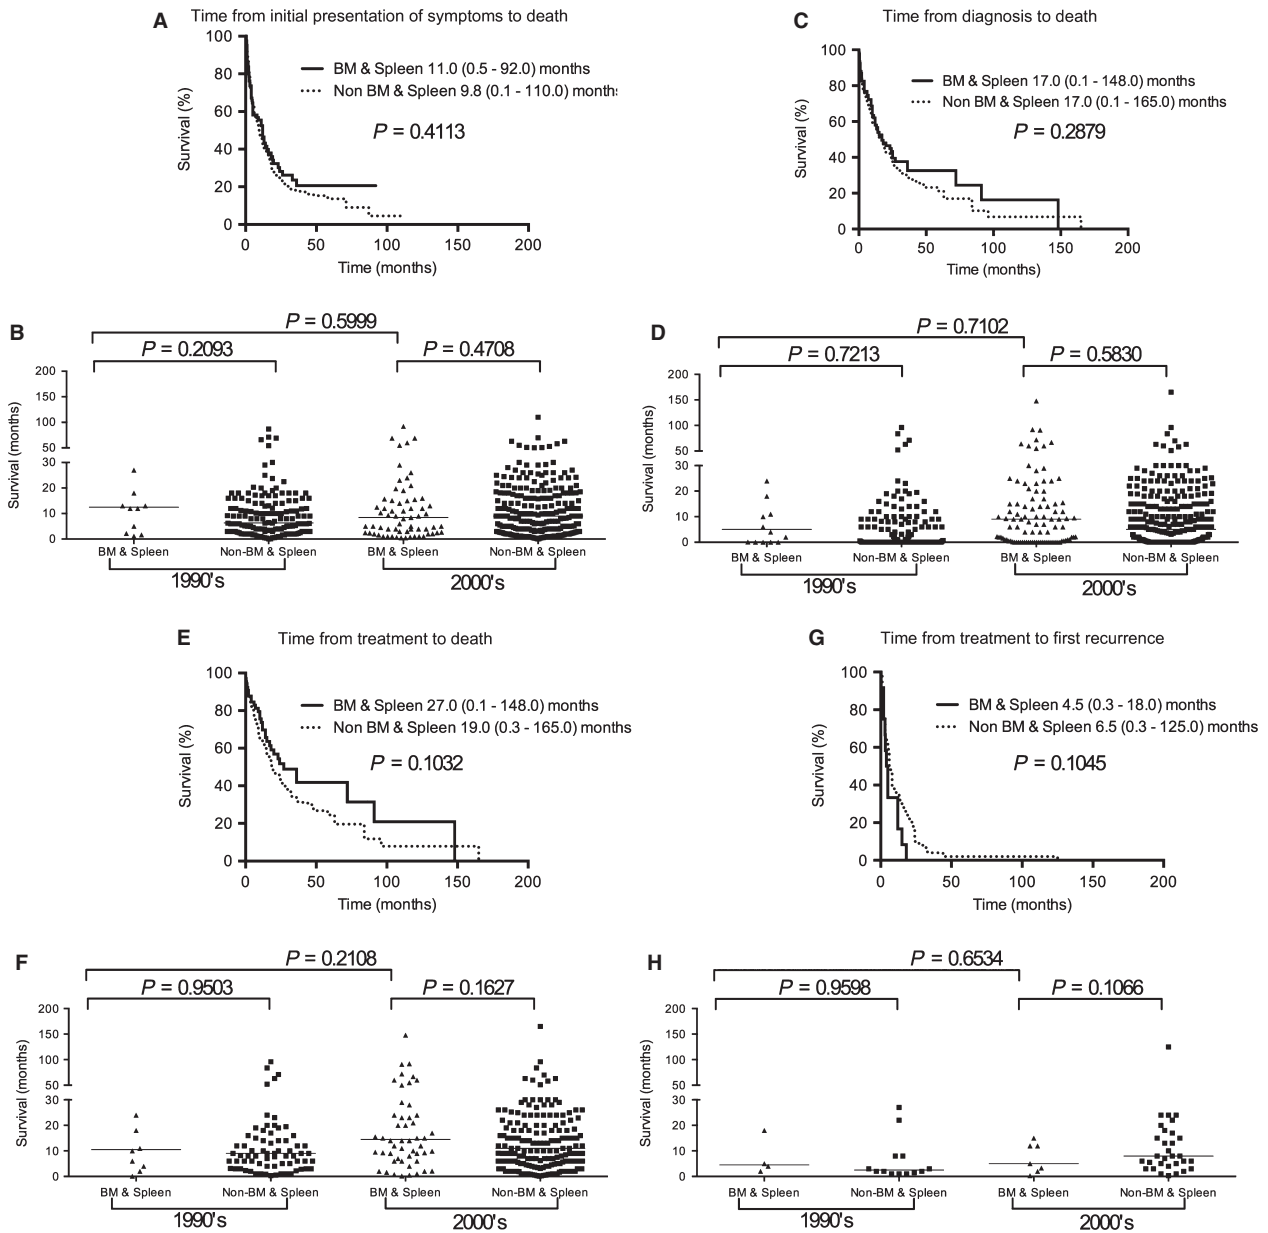 A Time from initial presentation of symptoms to death
100
80
60
40
20
0
Survival (%)
BM & Spleen 11.0 (0.5 - 92.0) months
Non BM & Spleen 9.8 (0.1 - 110.0) months
P = 0.4113
0 50 100 150 200
Time (months)
C Time from diagnosis to death
100
80
60
40
20
0
Survival (%)
BM & Spleen 17.0 (0.1 - 148.0) months
Non BM & Spleen 17.0 (0.1 - 165.0) months
P = 0.2879
0 50 100 150 200
Time (months)
B
P = 0.5999
P = 0.2093 P = 0.4708
200
150
100
50
30
20
10
0
Survival (months)
BM & Spleen Non-BM & Spleen BM & Spleen Non-BM & Spleen
1990's 2000's
D
P = 0.7102
P = 0.7213 P = 0.5830
200
150
100
50
30
20
10
0
Survival (months)
BM & Spleen Non-BM & Spleen BM & Spleen Non-BM & Spleen
1990's 2000's
E Time from treatment to death
100
80
60
40
20
0
Survival (%)
BM & Spleen 27.0 (0.1 - 148.0) months
Non BM & Spleen 19.0 (0.3 - 165.0) months
P = 0.1032
0 50 100 150 200
Time (months)
G Time from treatment to first recurrence
100
80
60
40
20
0
Survival (%)
BM & Spleen 4.5 (0.3 - 18.0) months
Non BM & Spleen 6.5 (0.3 - 125.0) months
P = 0.1045
0 50 100 150 200
Time (months)
F
P = 0.2108
P = 0.9503 P = 0.1627
200
150
100
50
30
20
10
0
Survival (months)
BM & Spleen Non-BM & Spleen BM & Spleen Non-BM & Spleen
1990's 2000's
H
P = 0.6534
P = 0.9598 P = 0.1066
200
150
100
50
30
20
10
0
Survival (months)
BM & Spleen Non-BM & Spleen BM & Spleen Non-BM & Spleen
1990's 2000's